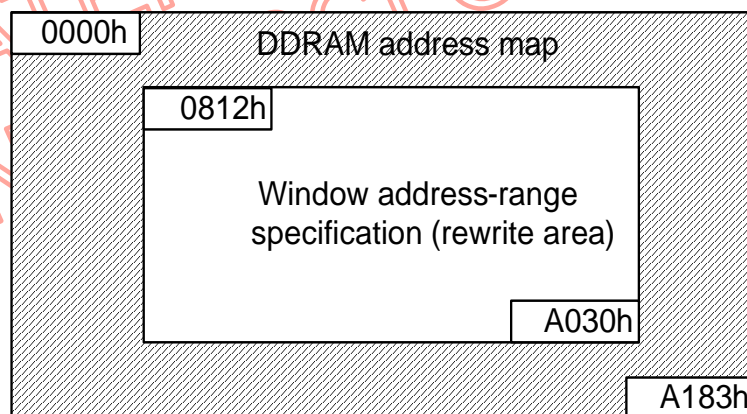 0000h
DDRAM address map
0812h
Window address-range
specification (rewrite area)
A030h
A183h